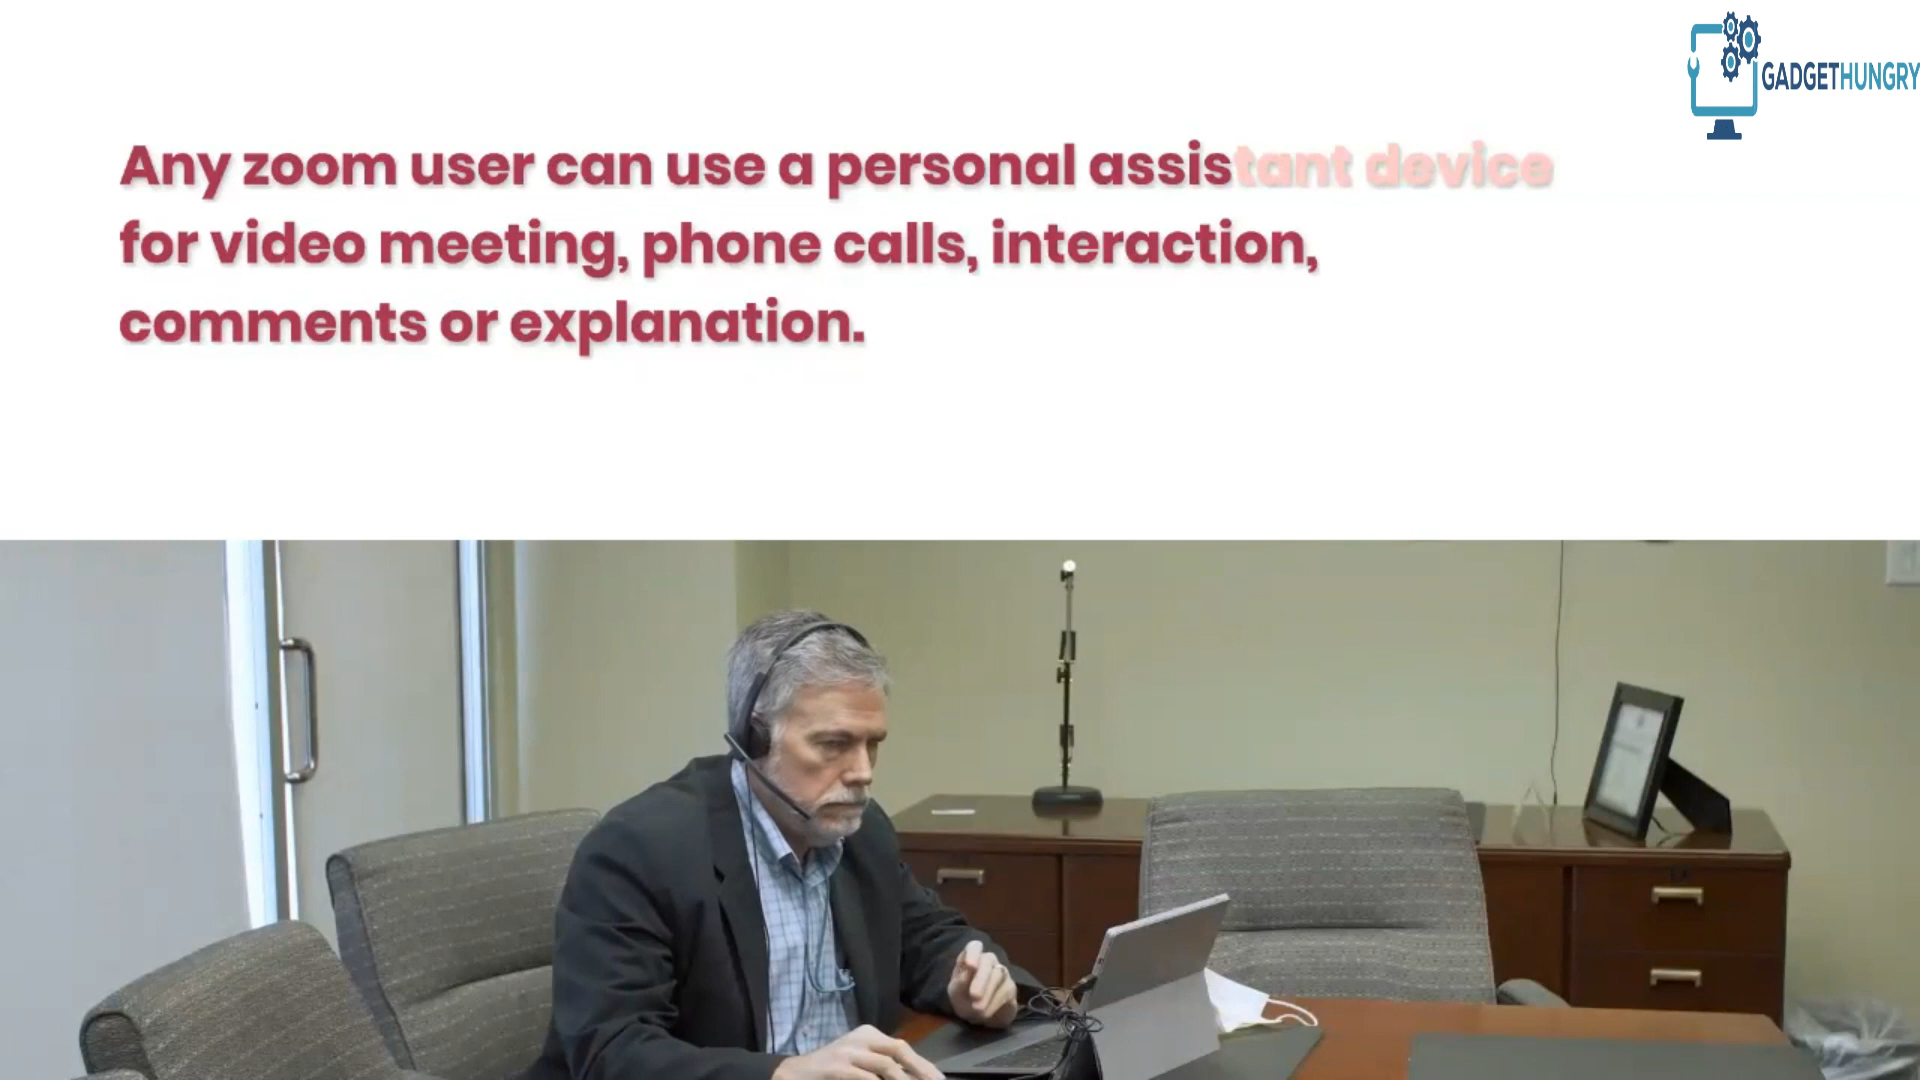 GADGETHUNGRY
Any zoom user can use a personal assistant device
for video meeting, phone calls, interaction,
comments or explanation.